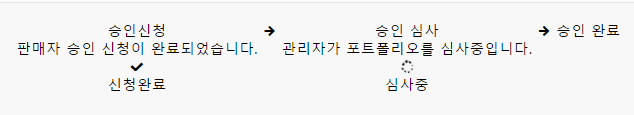 승인신청
판매자 승인 신청이 완료되었습니다.
신청완료
승인 심사
관리자가 포트폴리오를 심사중입니다.
심사중
승인 완료